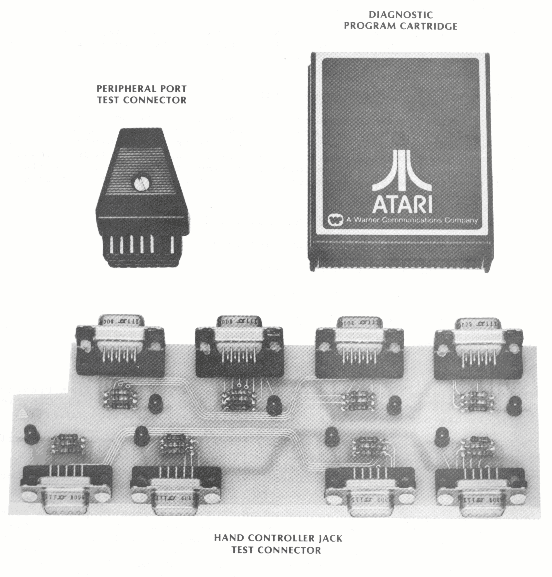 DIAGNOSTIC
PROGRAM CARTRIDGE
PERIPHERAL PORT
TEST CONNECTOR
ATARI
A Warner Communications Company
HAND CONTROLLER JACK
TEST CONNECTOR